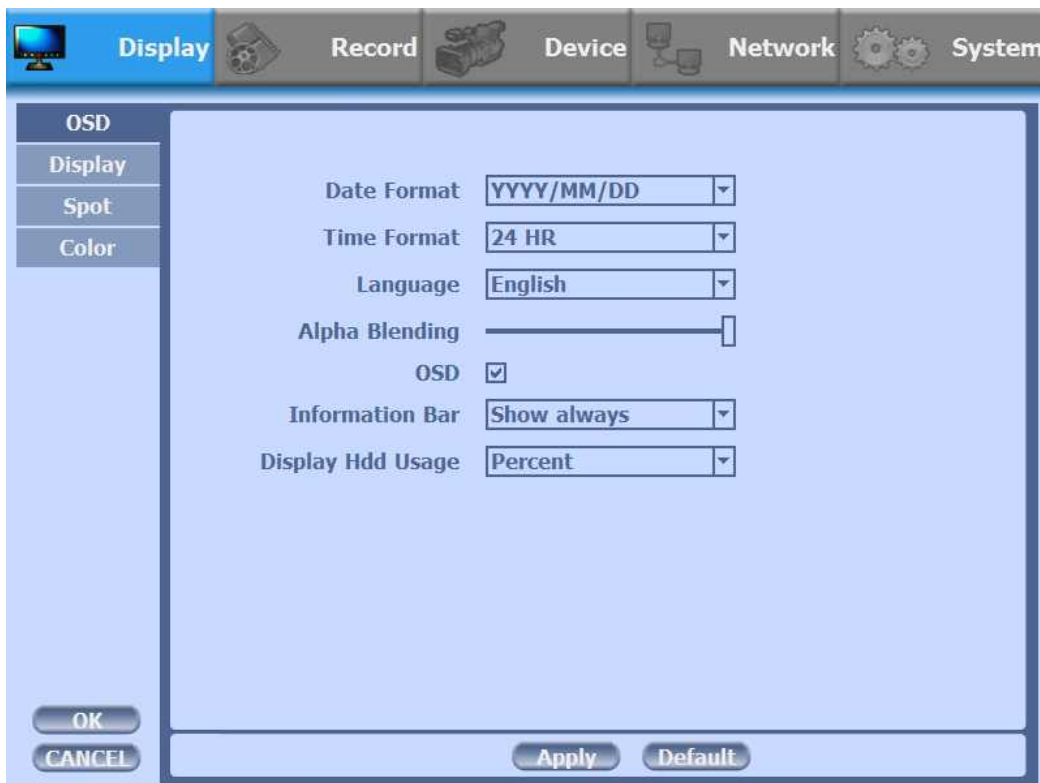 Display Record Device Network System
OSD
Display
Spot
Color
Date Format YYYY/MM/DD
Time Format 24 HR
Language English
Alpha Blending
OSD
Information Bar Show always
Display Hdd Usage Percent
OK
CANCEL
Apply Default